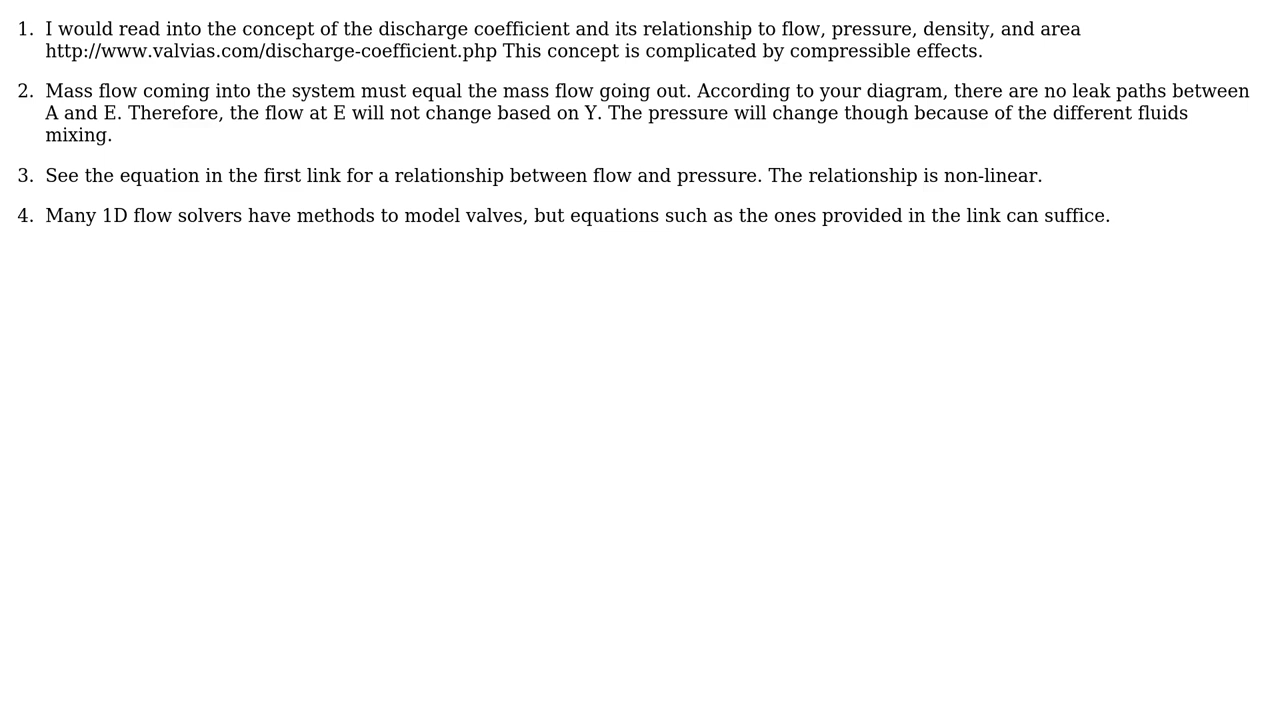 1. I would read into the concept of the discharge coefficient and its relationship to flow, pressure, density, and area
http://www.valvias.com/discharge-coefficient.php This concept is complicated by compressible effects.
2. Mass flow coming into the system must equal the mass flow going out. According to your diagram, there are no leak paths between
A and E. Therefore, the flow at E will not change based on Y. The pressure will change though because of the different fluids
mixing.
3. See the equation in the first link for a relationship between flow and pressure. The relationship is non-linear.
4. Many 1D flow solvers have methods to model valves, but equations such as the ones provided in the link can suffice.